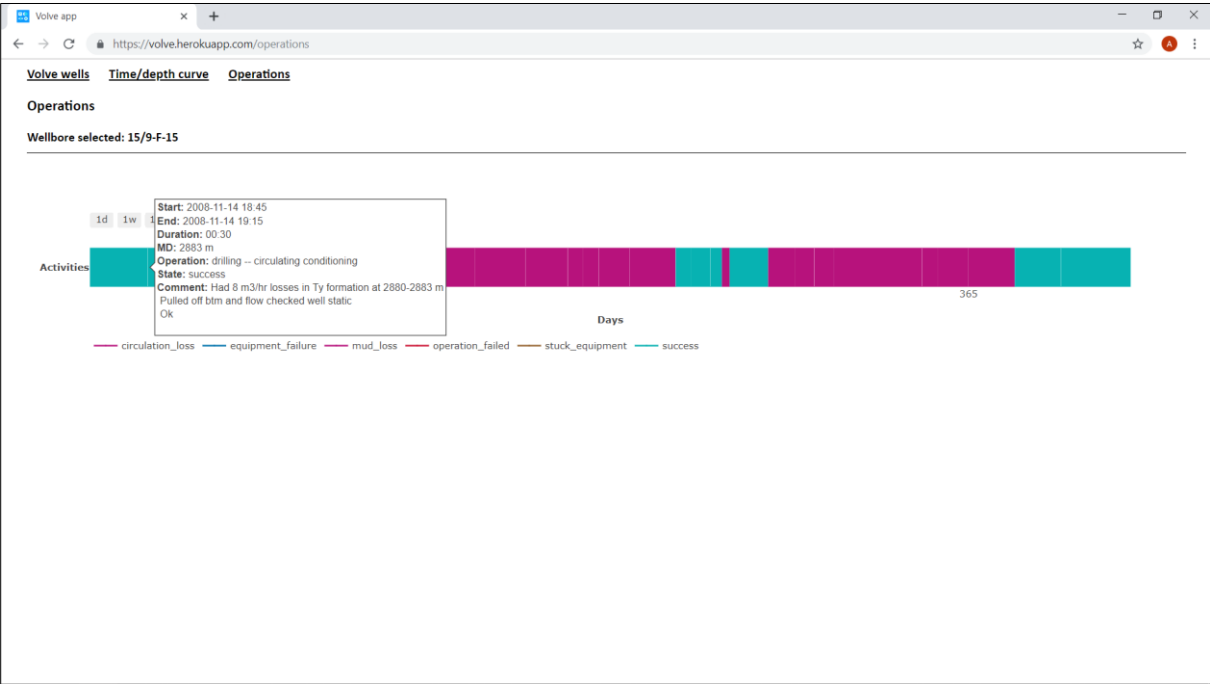 Volve app
https://volve.herokuapp.com/operations
A
Volve wells Time/depth curve Operations
Operations
Wellbore selected: 15/9-F-15
1d 1w 1
Start: 2008-11-14 18:45
End: 2008-11-14 19:15
Duration: 00:30
MD: 2883 m
Operation: drilling -- circulating conditioning
State: success
Comment: Had 8 m3/hr losses in Ty formation at 2880-2883 m
Pulled off btm and flow checked well static
Ok
Activities
365
Days
circulation_loss equipment_failure mud_loss operation_failed stuck_equipment success